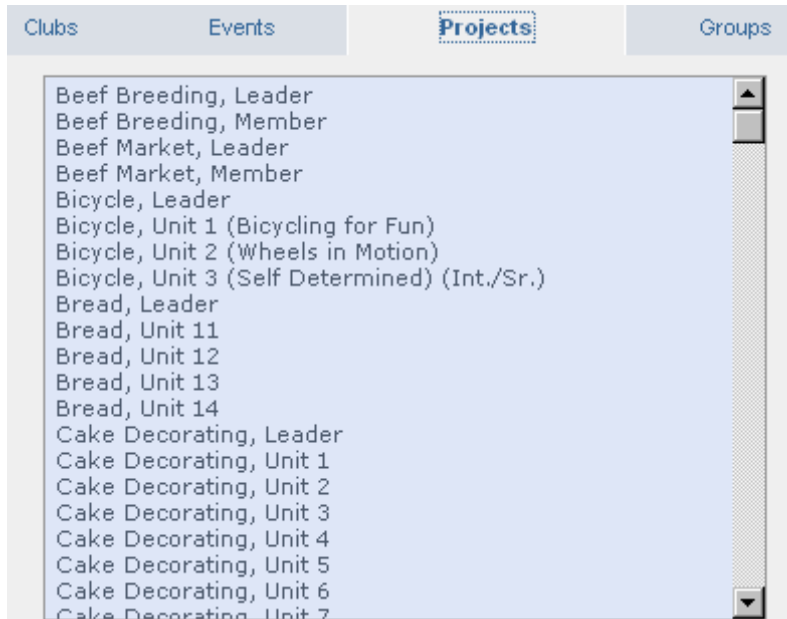 Clubs Events Projects Groups
Beef Breeding, Leader
Beef Breeding, Member
Beef Market, Leader
Beef Market, Member
Bicycle, Leader
Bicycle, Unit 1 (Bicycling for Fun)
Bicycle, Unit 2 (Wheels in Motion)
Bicycle, Unit 3 (Self Determined) (Int./Sr.)
Bread, Leader
Bread, Unit 11
Bread, Unit 12
Bread, Unit 13
Bread, Unit 14
Cake Decorating, Leader
Cake Decorating, Unit 1
Cake Decorating, Unit 2
Cake Decorating, Unit 3
Cake Decorating, Unit 4
Cake Decorating, Unit 5
Cake Decorating, Unit 6
Cake Decorating, Unit 7